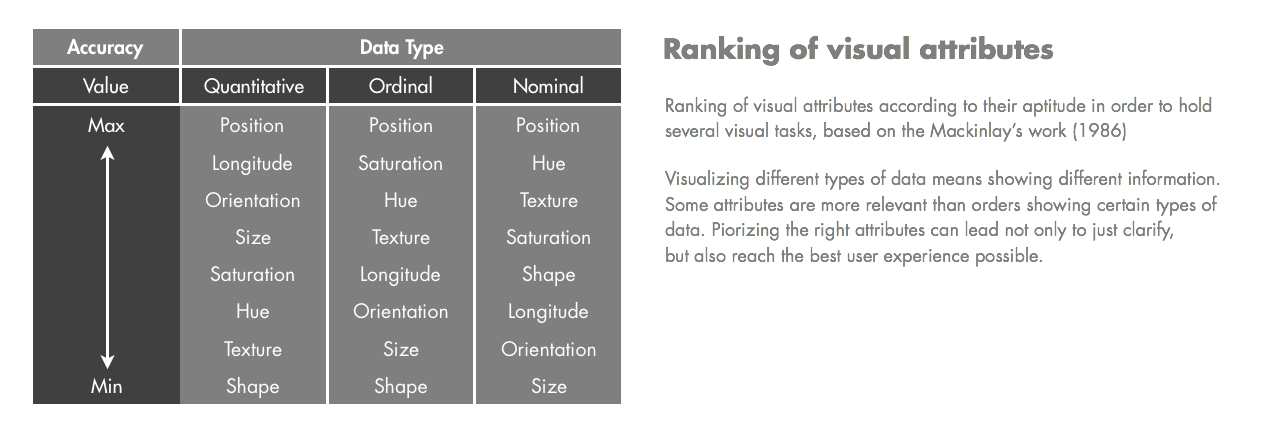 Accuracy Data Type
Value Quantitative Ordinal Nominal
Max Position Position Position
Longitude Saturation Hue
Orientation Hue Texture
Size Texture Saturation
Saturation Longitude Shape
Hue Orientation Longitude
Texture Size Orientation
Min Shape Shape Size
Ranking of visual attributes
Ranking of visual attributes according to their aptitude in order to hold
several visual tasks, based on the Mackinlay's work (1986)
Visualizing different types of data means showing different information.
Some attributes are more relevant than orders showing certain types of
data. Piorizing the right attributes can lead not only to just clarify,
but also reach the best user experience possible.